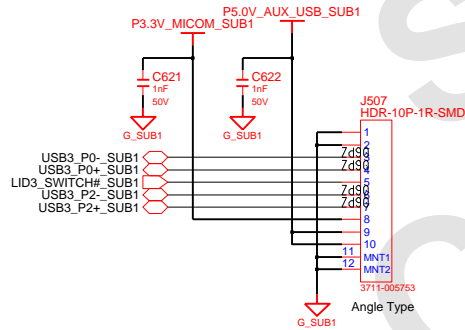 P3.3V_MICOM_SUB1
P5.0V_AUX_USB_SUB1
C621
1nF
50V
C622
1nF
50V
G_SUB1
G_SUB1
J507
HDR-10P-1R-SMD
1
2
USB3_P0-_SUB1
3
USB3_P0+_SUB1
4
LID3_SWITCH#_SUB1
5
USB3_P2-_SUB1
6
USB3_P2+_SUB1
7
8
9
10
11
MNT1
12
MNT2
3711-005753
Angle Type
G_SUB1